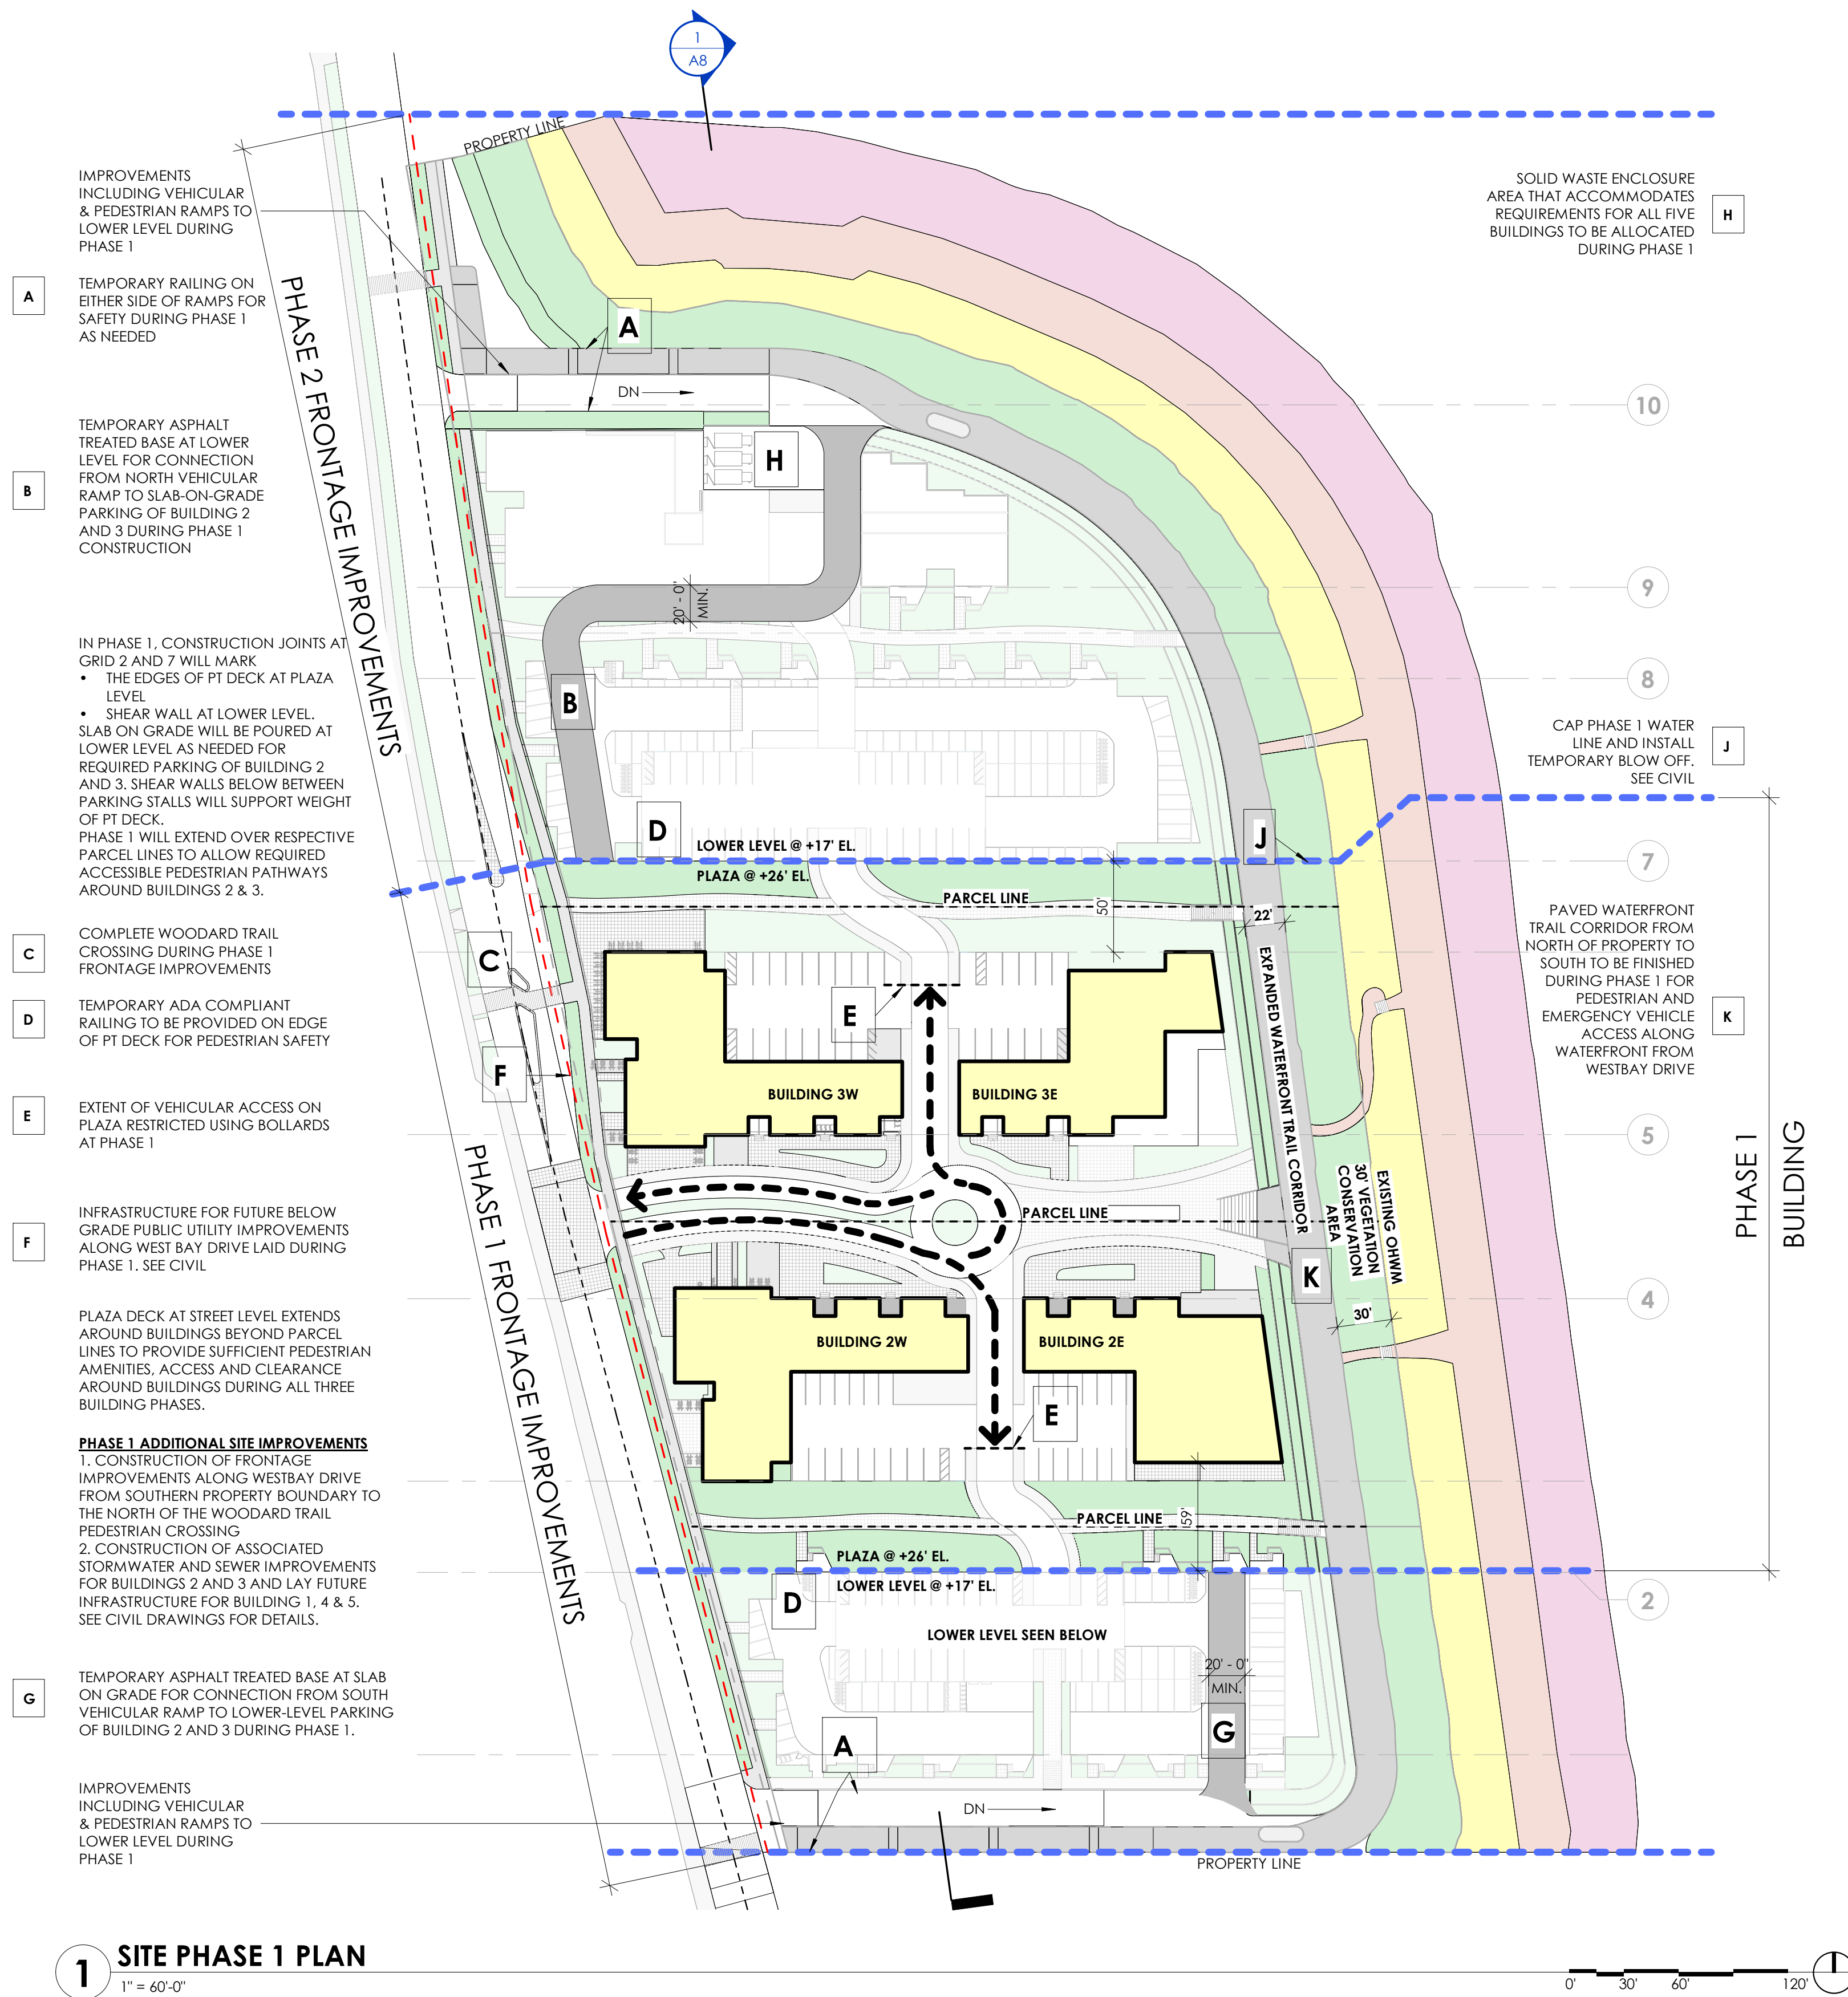 1
A8
PROPERTY LINE
IMPROVEMENTS
INCLUDING VEHICULAR
& PEDESTRIAN RAMPS TO
LOWER LEVEL DURING
PHASE 1
A
TEMPORARY RAILING ON
EITHER SIDE OF RAMPS FOR
SAFETY DURING PHASE 1
AS NEEDED
B
TEMPORARY ASPHALT
TREATED BASE AT LOWER
LEVEL FOR CONNECTION
FROM NORTH VEHICULAR
RAMP TO SLAB-ON-GRADE
PARKING OF BUILDING 2
AND 3 DURING PHASE 1
CONSTRUCTION
IN PHASE 1, CONSTRUCTION JOINTS AT
GRID 2 AND 7 WILL MARK
• THE EDGES OF PT DECK AT PLAZA
LEVEL
• SHEAR WALL AT LOWER LEVEL.
SLAB ON GRADE WILL BE POURED AT
LOWER LEVEL AS NEEDED FOR
REQUIRED PARKING OF BUILDING 2
AND 3. SHEAR WALLS BELOW BETWEEN
PARKING STALLS WILL SUPPORT WEIGHT
OF PT DECK.
PHASE 1 WILL EXTEND OVER RESPECTIVE
PARCEL LINES TO ALLOW REQUIRED
ACCESSIBLE PEDESTRIAN PATHWAYS
AROUND BUILDINGS 2 & 3.
C
COMPLETE WOODARD TRAIL
CROSSING DURING PHASE 1
FRONTAGE IMPROVEMENTS
D
TEMPORARY ADA COMPLIANT
RAILING TO BE PROVIDED ON EDGE
OF PT DECK FOR PEDESTRIAN SAFETY
E
EXTENT OF VEHICULAR ACCESS ON
PLAZA RESTRICTED USING BOLLARDS
AT PHASE 1
F
INFRASTRUCTURE FOR FUTURE BELOW
GRADE PUBLIC UTILITY IMPROVEMENTS
ALONG WEST BAY DRIVE LAID DURING
PHASE 1. SEE CIVIL
PLAZA DECK AT STREET LEVEL EXTENDS
AROUND BUILDINGS BEYOND PARCEL
LINES TO PROVIDE SUFFICIENT PEDESTRIAN
AMENITIES, ACCESS AND CLEARANCE
AROUND BUILDINGS DURING ALL THREE
BUILDING PHASES.
PHASE 1 ADDITIONAL SITE IMPROVEMENTS
1. CONSTRUCTION OF FRONTAGE
IMPROVEMENTS ALONG WESTBAY DRIVE
FROM SOUTHERN PROPERTY BOUNDARY TO
THE NORTH OF THE WOODARD TRAIL
PEDESTRIAN CROSSING
2. CONSTRUCTION OF ASSOCIATED
STORMWATER AND SEWER IMPROVEMENTS
FOR BUILDINGS 2 AND 3 AND LAY FUTURE
INFRASTRUCTURE FOR BUILDING 1, 4 & 5.
SEE CIVIL DRAWINGS FOR DETAILS.
G
TEMPORARY ASPHALT TREATED BASE AT SLAB
ON GRADE FOR CONNECTION FROM SOUTH
VEHICULAR RAMP TO LOWER-LEVEL PARKING
OF BUILDING 2 AND 3 DURING PHASE 1.
IMPROVEMENTS
INCLUDING VEHICULAR
& PEDESTRIAN RAMPS TO
LOWER LEVEL DURING
PHASE 1
PHASE 2 FRONTAGE IMPROVEMENTS
PHASE 1 FRONTAGE IMPROVEMENTS
A
DN
H
20' - 0"
MIN.
B
D
LOWER LEVEL @ +17' EL.
PLAZA @ +26' EL.
J
PARCEL LINE
50'
22'
C
E
F
BUILDING 3W
BUILDING 3E
EXPANDED WATERFRONT TRAIL CORRIDOR
PARCEL LINE
EXISTING OHWM
30' VEGETATION
CONSERVATION
AREA
K
30'
BUILDING 2W
BUILDING 2E
E
PARCEL LINE
59'
PLAZA @ +26' EL.
LOWER LEVEL @ +17' EL.
D
LOWER LEVEL SEEN BELOW
20' - 0"
MIN.
G
A
DN
PROPERTY LINE
SOLID WASTE ENCLOSURE
AREA THAT ACCOMMODATES
REQUIREMENTS FOR ALL FIVE
BUILDINGS TO BE ALLOCATED
DURING PHASE 1
H
10
9
8
CAP PHASE 1 WATER
LINE AND INSTALL
TEMPORARY BLOW OFF.
SEE CIVIL
J
7
PAVED WATERFRONT
TRAIL CORRIDOR FROM
NORTH OF PROPERTY TO
SOUTH TO BE FINISHED
DURING PHASE 1 FOR
PEDESTRIAN AND
EMERGENCY VEHICLE
ACCESS ALONG
WATERFRONT FROM
WESTBAY DRIVE
K
5
PHASE 1
BUILDING
4
2
1
SITE PHASE 1 PLAN
1" = 60'-0"
0'
30'
60'
120'